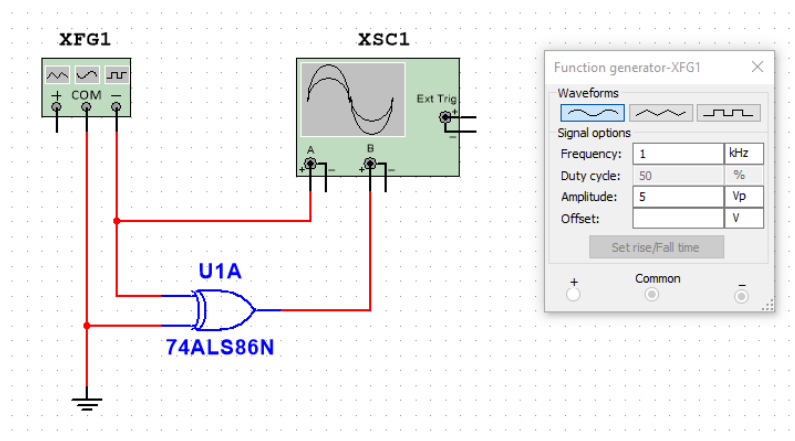 XFG1
COM
XSC1
Ext Trig
+
-
A
B
+ - + -
U1A
74ALS86N
Function generator-XFG1
Waveforms
Signal options
Frequency: 1 kHz
Duty cycle: 50 %
Amplitude: 5 Vp
Offset: V
Set rise/Fall time
+ Common -